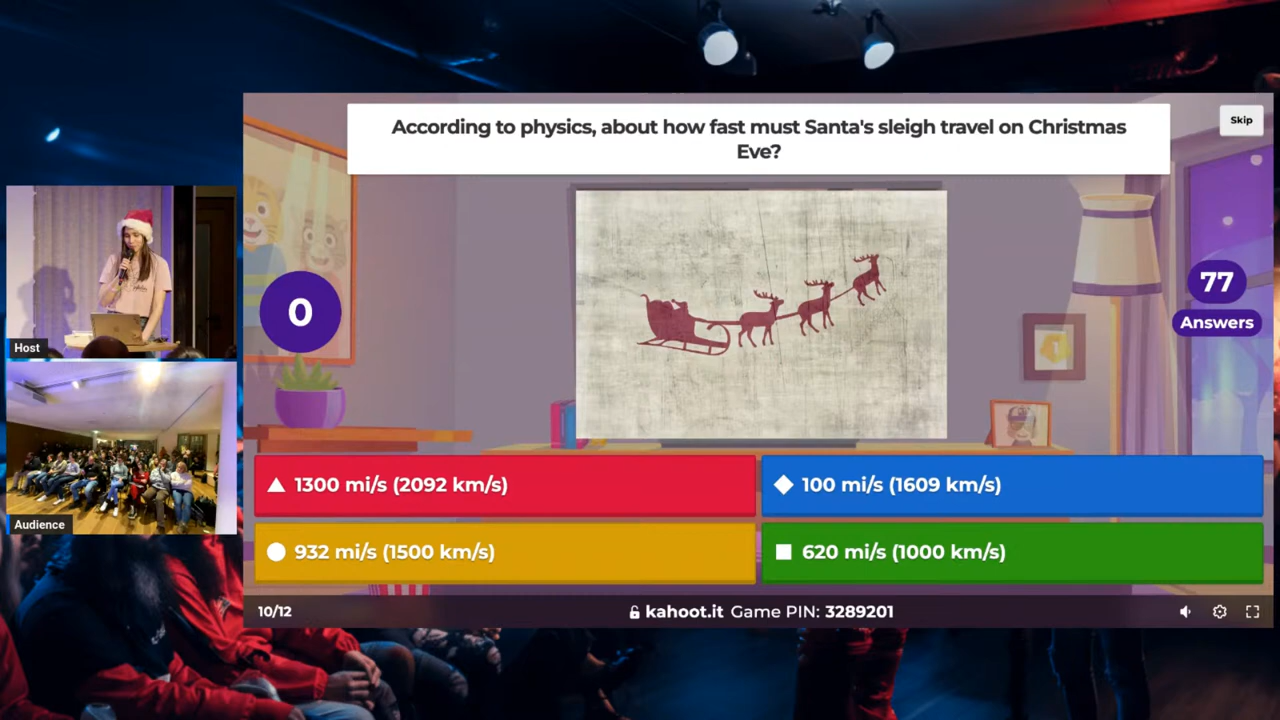 According to physics, about how fast must Santa's sleigh travel on Christmas
Eve?
Skip
0
77
Answers
Host
Audience
1300 mi/s (2092 km/s)
100 mi/s (1609 km/s)
932 mi/s (1500 km/s)
620 mi/s (1000 km/s)
10/12
kahoot.it Game PIN: 3289201